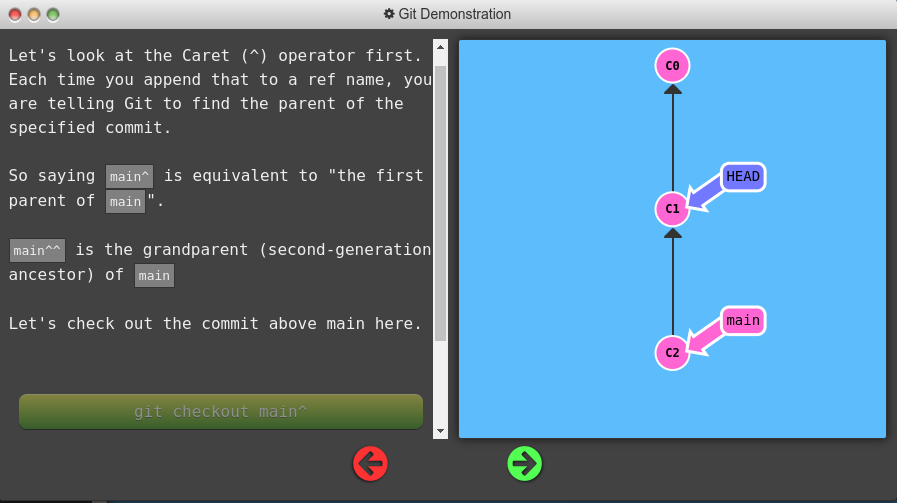 Git Demonstration
Let's look at the Caret (^) operator first.
Each time you append that to a ref name, you
are telling Git to find the parent of the
specified commit.
So saying main^ is equivalent to "the first
parent of main".
main^^ is the grandparent (second-generation
ancestor) of main
Let's check out the commit above main here.
git checkout main^
C0
HEAD
C1
main
C2